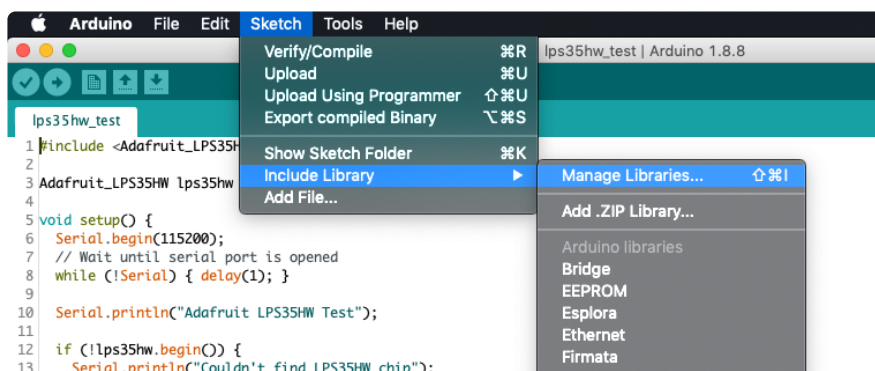 Arduino File Edit Sketch Tools Help
lps35hw_test | Arduino 1.8.8
Verify/Compile ⌘R
Upload ⌘U
Upload Using Programmer ⇧⌘U
Export compiled Binary ⌥⌘S
Show Sketch Folder ⌘K
Include Library ▶
Add File...
Manage Libraries... ⇧⌘I
Add .ZIP Library...
Arduino libraries
Bridge
EEPROM
Esplora
Ethernet
Firmata
lps35hw_test
1 #include <Adafruit_LPS35H
2
3 Adafruit_LPS35HW lps35hw
4
5 void setup() {
6 Serial.begin(115200);
7 // Wait until serial port is opened
8 while (!Serial) { delay(1); }
9
10 Serial.println("Adafruit LPS35HW Test");
11
12 if (!lps35hw.begin()) {
13 Serial.println("Couldn't find LPS35HW chip");